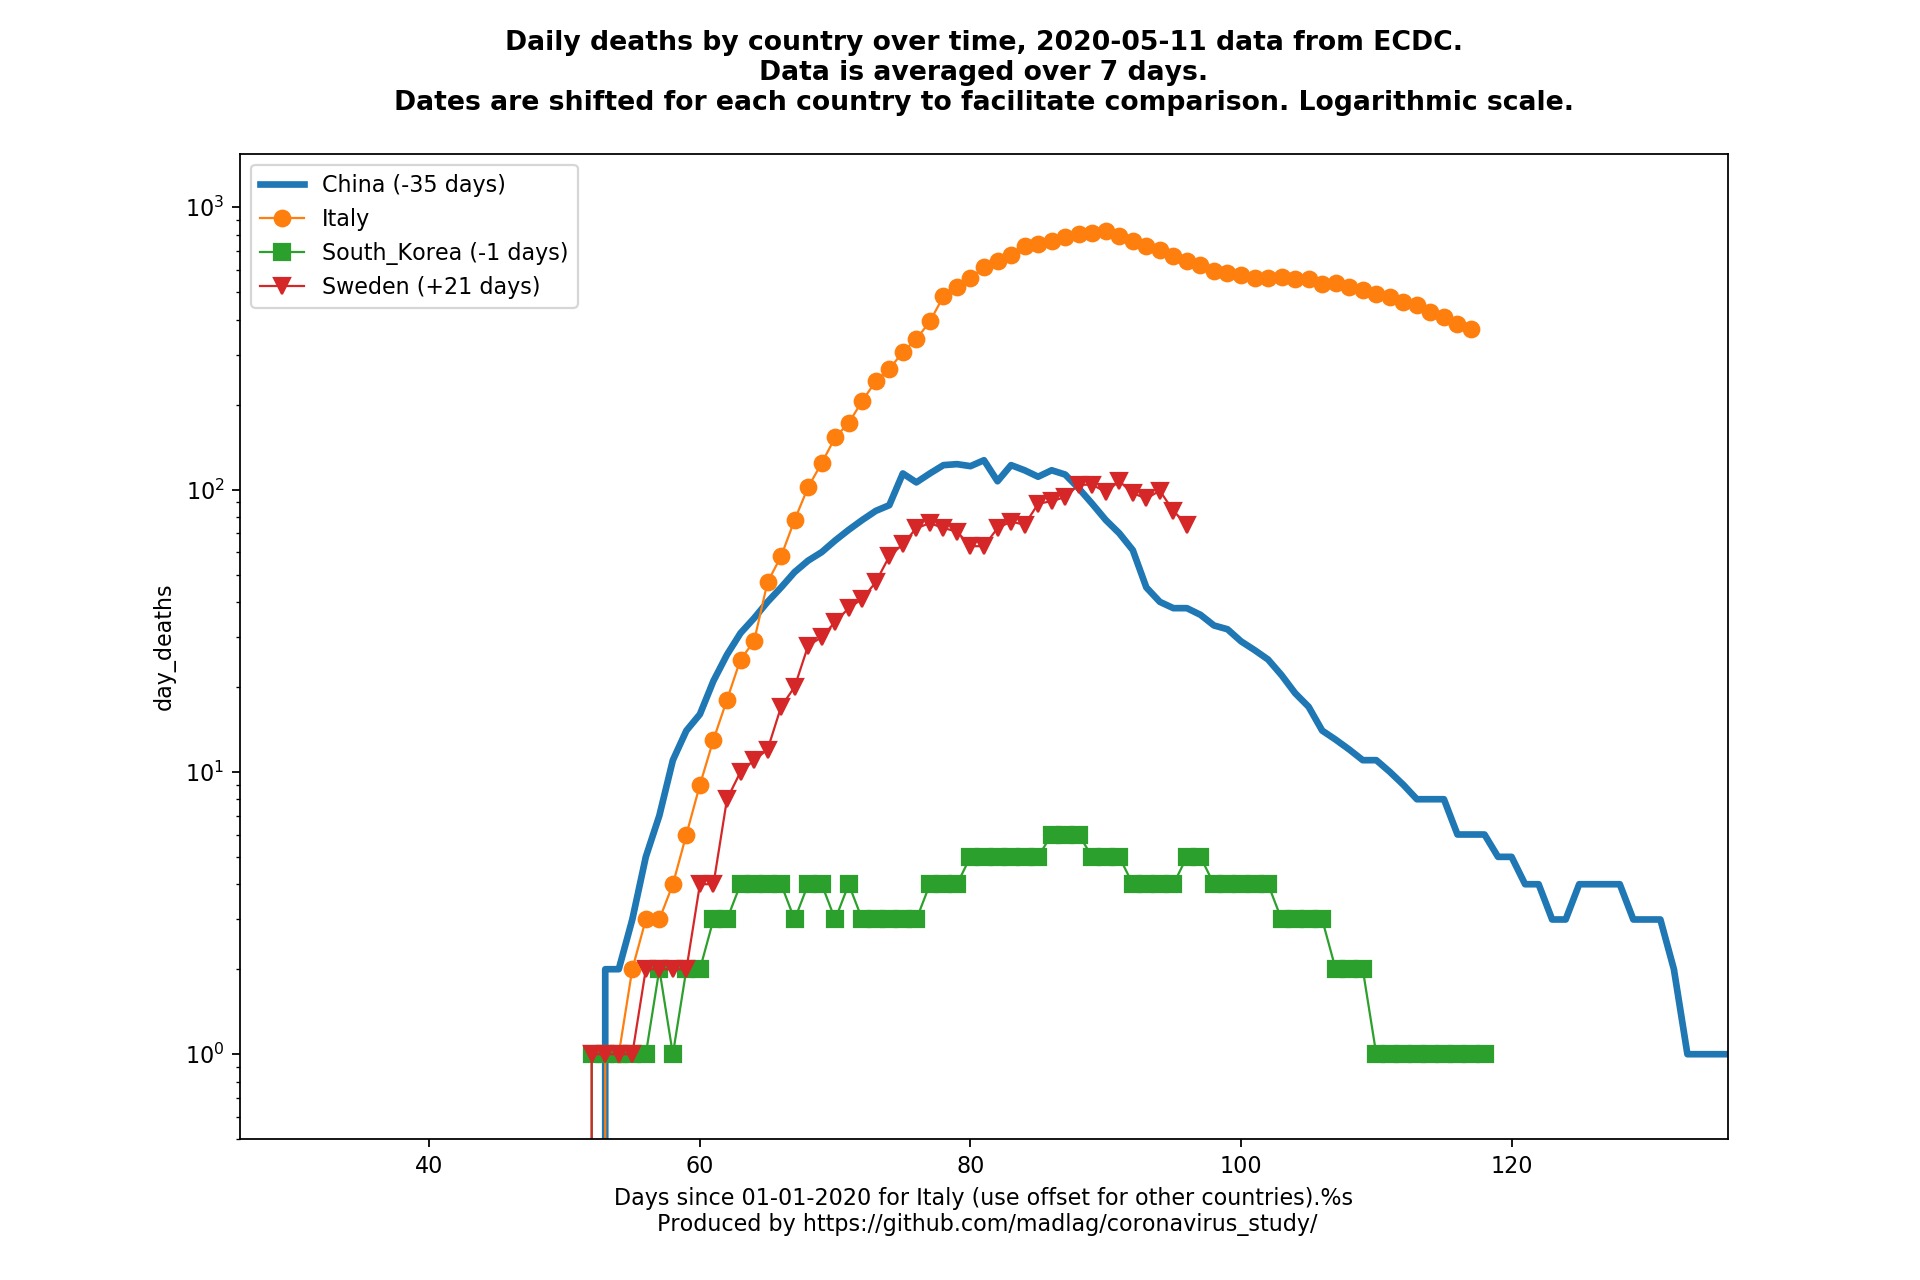 Daily deaths by country over time, 2020-05-11 data from ECDC.
Data is averaged over 7 days.
Dates are shifted for each country to facilitate comparison. Logarithmic scale.
China (-35 days)
Italy
South_Korea (-1 days)
Sweden (+21 days)
10³
10²
10¹
10⁰
day_deaths
40 60 80 100 120
Days since 01-01-2020 for Italy (use offset for other countries).%s
Produced by https://github.com/madlag/coronavirus_study/